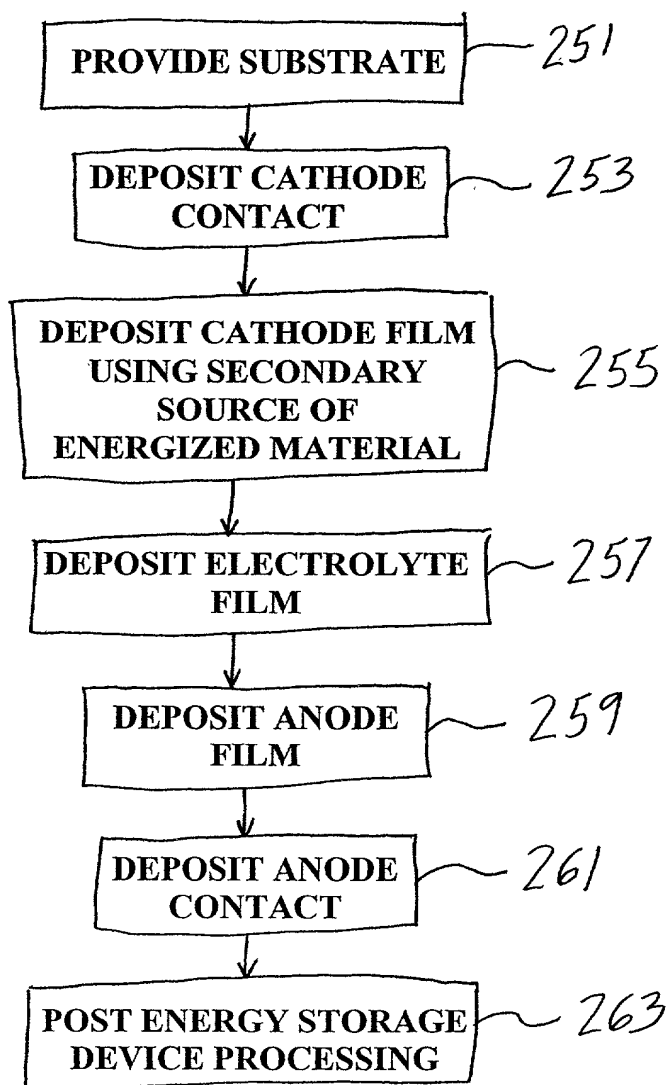 PROVIDE SUBSTRATE 251
DEPOSIT CATHODE 253
CONTACT
DEPOSIT CATHODE FILM
USING SECONDARY 255
SOURCE OF
ENERGIZED MATERIAL
DEPOSIT ELECTROLYTE 257
FILM
DEPOSIT ANODE 259
FILM
DEPOSIT ANODE 261
CONTACT
POST ENERGY STORAGE 263
DEVICE PROCESSING